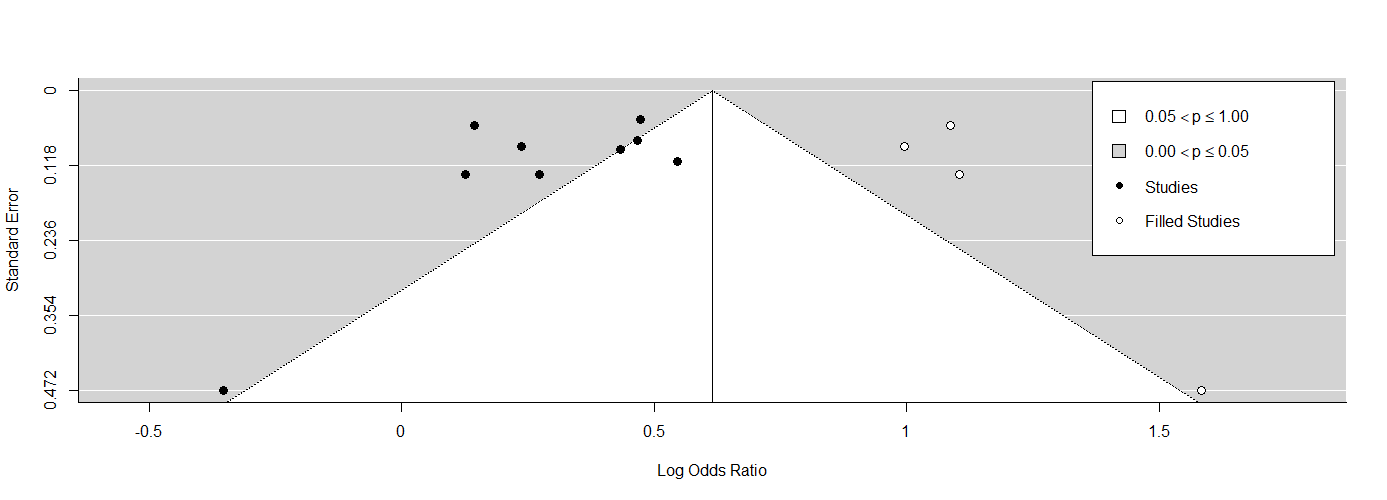 0.05 < p ≤ 1.00
0.00 < p ≤ 0.05
Studies
Filled Studies
Standard Error
0
0.118
0.236
0.354
0.472
-0.5
0
0.5
1
1.5
Log Odds Ratio